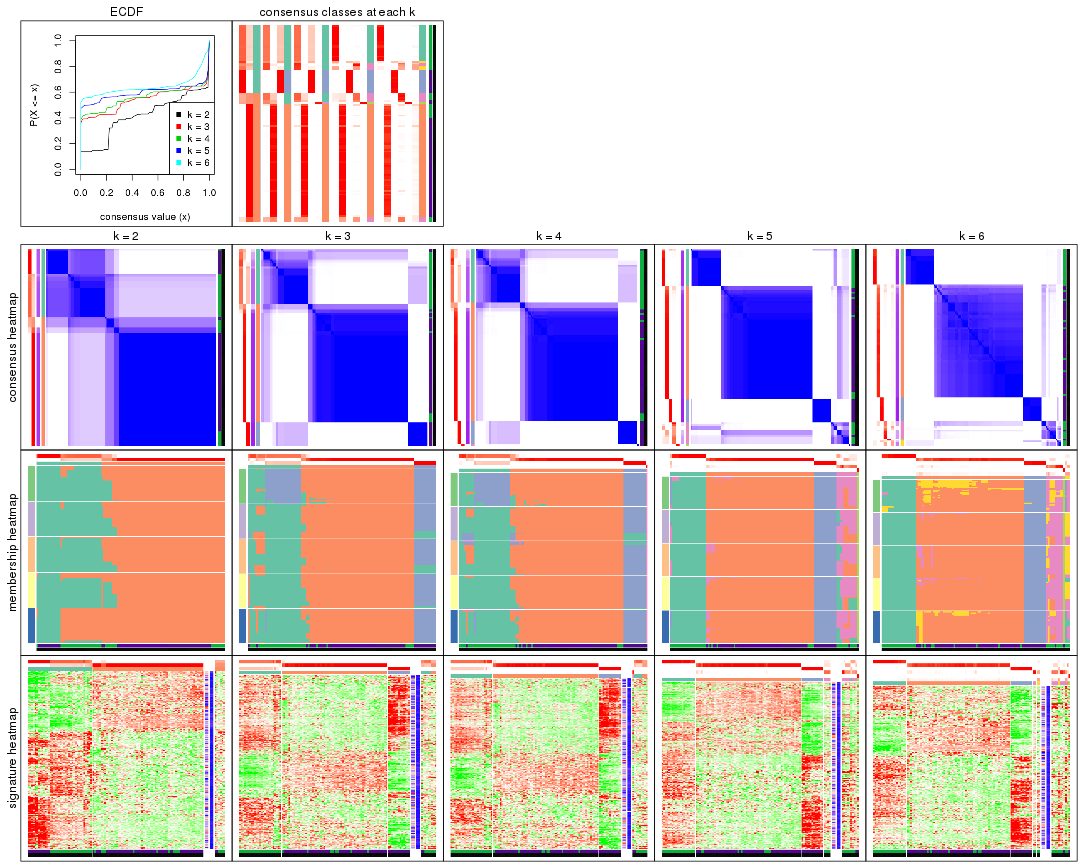 ECDF
consensus classes at each k
P(X <= x)
0.0 0.2 0.4 0.6 0.8 1.0
k = 2
k = 3
k = 4
k = 5
k = 6
0.0 0.2 0.4 0.6 0.8 1.0
consensus value (x)
k = 2
k = 3
k = 4
k = 5
k = 6
consensus heatmap
membership heatmap
signature heatmap